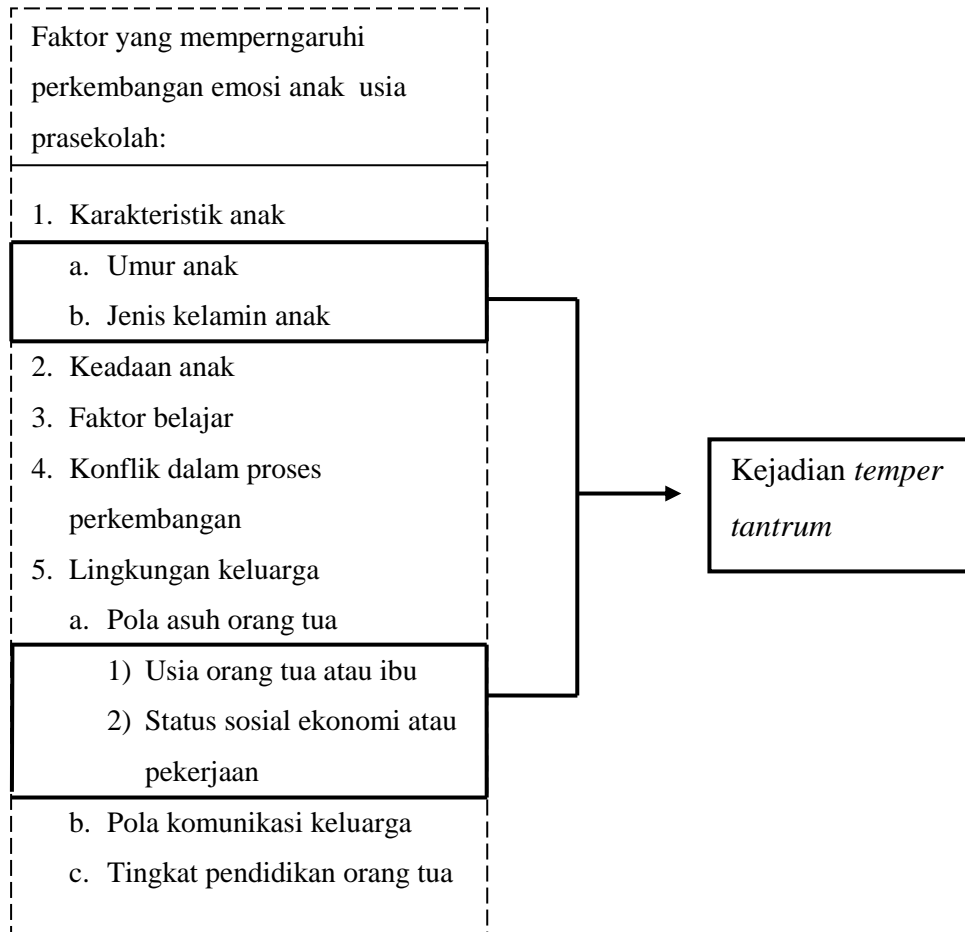 Faktor yang memperngaruhi
perkembangan emosi anak usia
prasekolah:
1. Karakteristik anak
a. Umur anak
b. Jenis kelamin anak
2. Keadaan anak
3. Faktor belajar
4. Konflik dalam proses
perkembangan
5. Lingkungan keluarga
a. Pola asuh orang tua
1) Usia orang tua atau ibu
2) Status sosial ekonomi atau
pekerjaan
b. Pola komunikasi keluarga
c. Tingkat pendidikan orang tua
Kejadian temper
tantrum